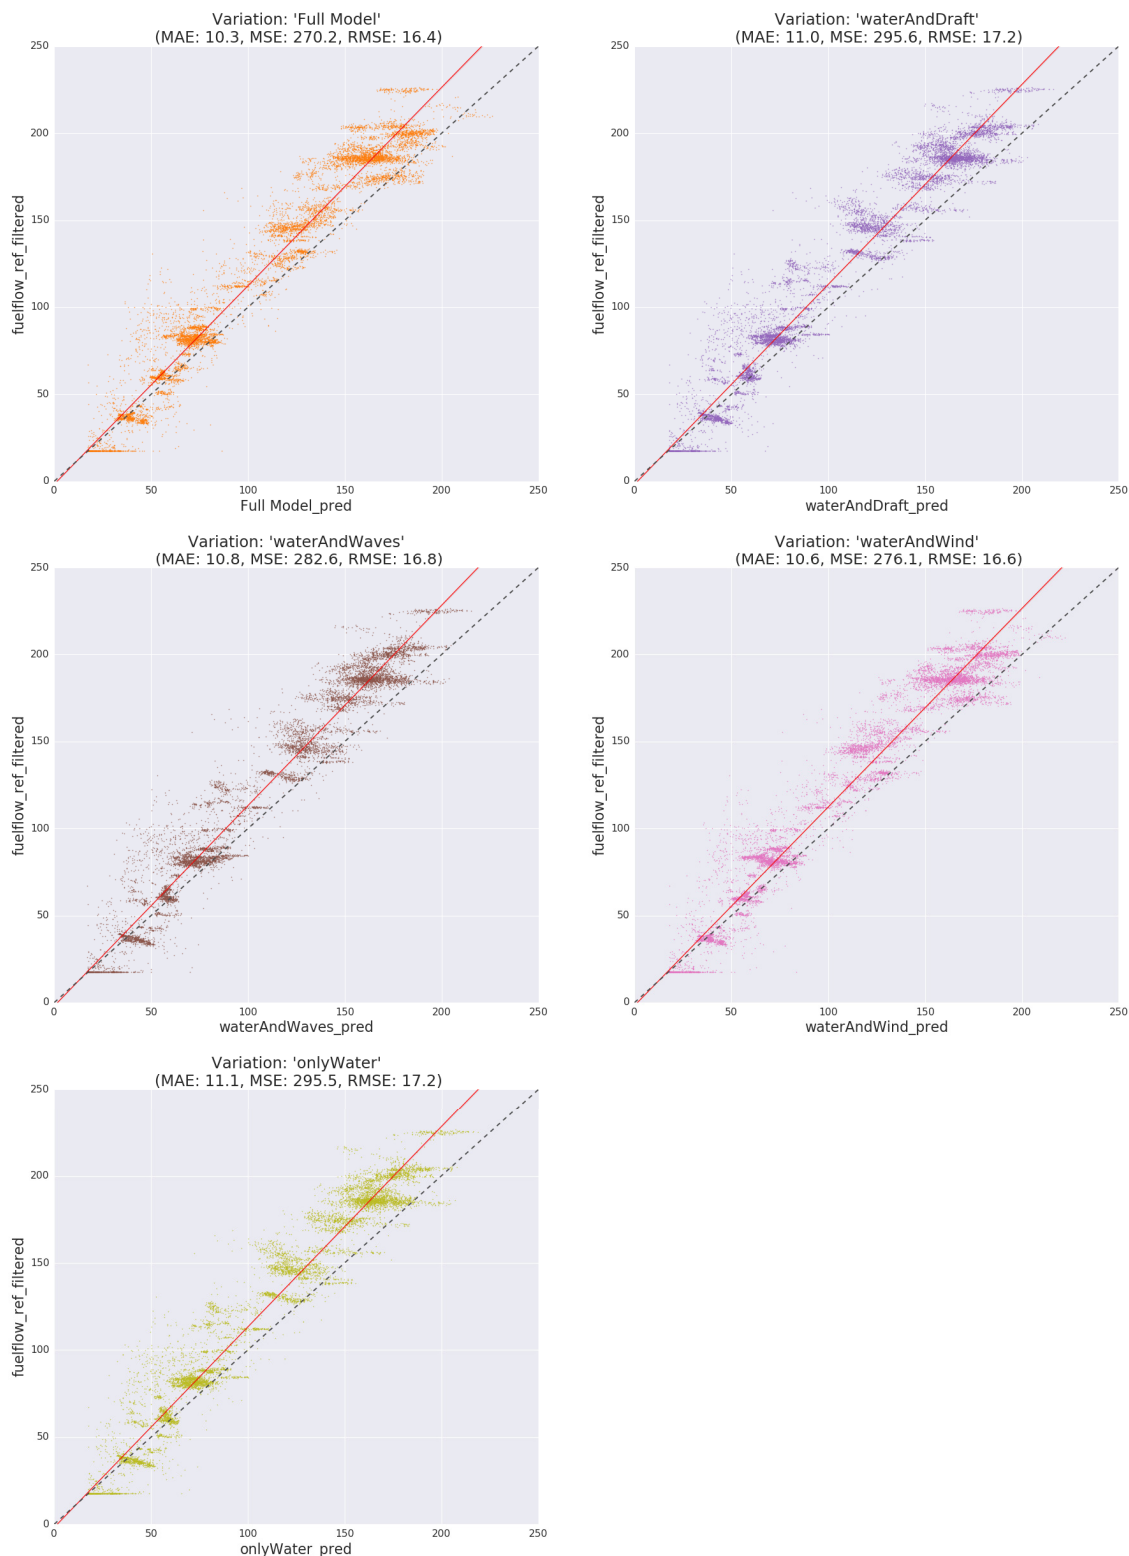 Variation: 'Full Model'
(MAE: 10.3, MSE: 270.2, RMSE: 16.4)
250
200
150
100
50
0
fuelflow_ref_filtered
0 50 100 150 200 250
Full Model_pred
Variation: 'waterAndDraft'
(MAE: 11.0, MSE: 295.6, RMSE: 17.2)
250
200
150
100
50
0
fuelflow_ref_filtered
0 50 100 150 200 250
waterAndDraft_pred
Variation: 'waterAndWaves'
(MAE: 10.8, MSE: 282.6, RMSE: 16.8)
250
200
150
100
50
0
fuelflow_ref_filtered
0 50 100 150 200 250
waterAndWaves_pred
Variation: 'waterAndWind'
(MAE: 10.6, MSE: 276.1, RMSE: 16.6)
250
200
150
100
50
0
fuelflow_ref_filtered
0 50 100 150 200 250
waterAndWind_pred
Variation: 'onlyWater'
(MAE: 11.1, MSE: 295.5, RMSE: 17.2)
250
200
150
100
50
0
fuelflow_ref_filtered
0 50 100 150 200 250
onlyWater_pred